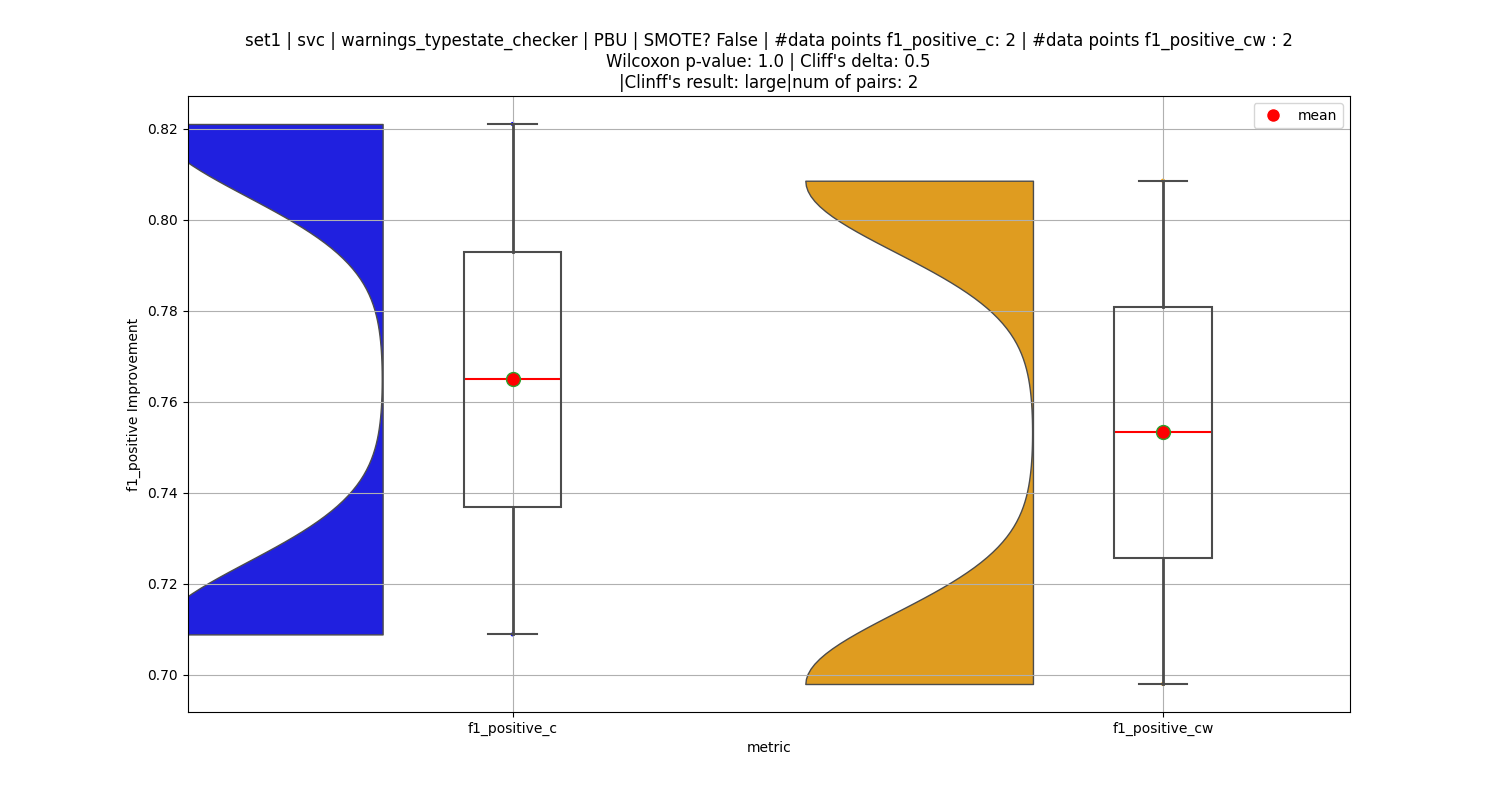 set1 | svc | warnings_typestate_checker | PBU | SMOTE? False | #data points f1_positive_c: 2 | #data points f1_positive_cw : 2
Wilcoxon p-value: 1.0 | Cliff's delta: 0.5
|Clinff's result: large|num of pairs: 2
mean
0.82
0.80
0.78
0.76
0.74
0.72
0.70
f1_positive Improvement
f1_positive_c
f1_positive_cw
metric